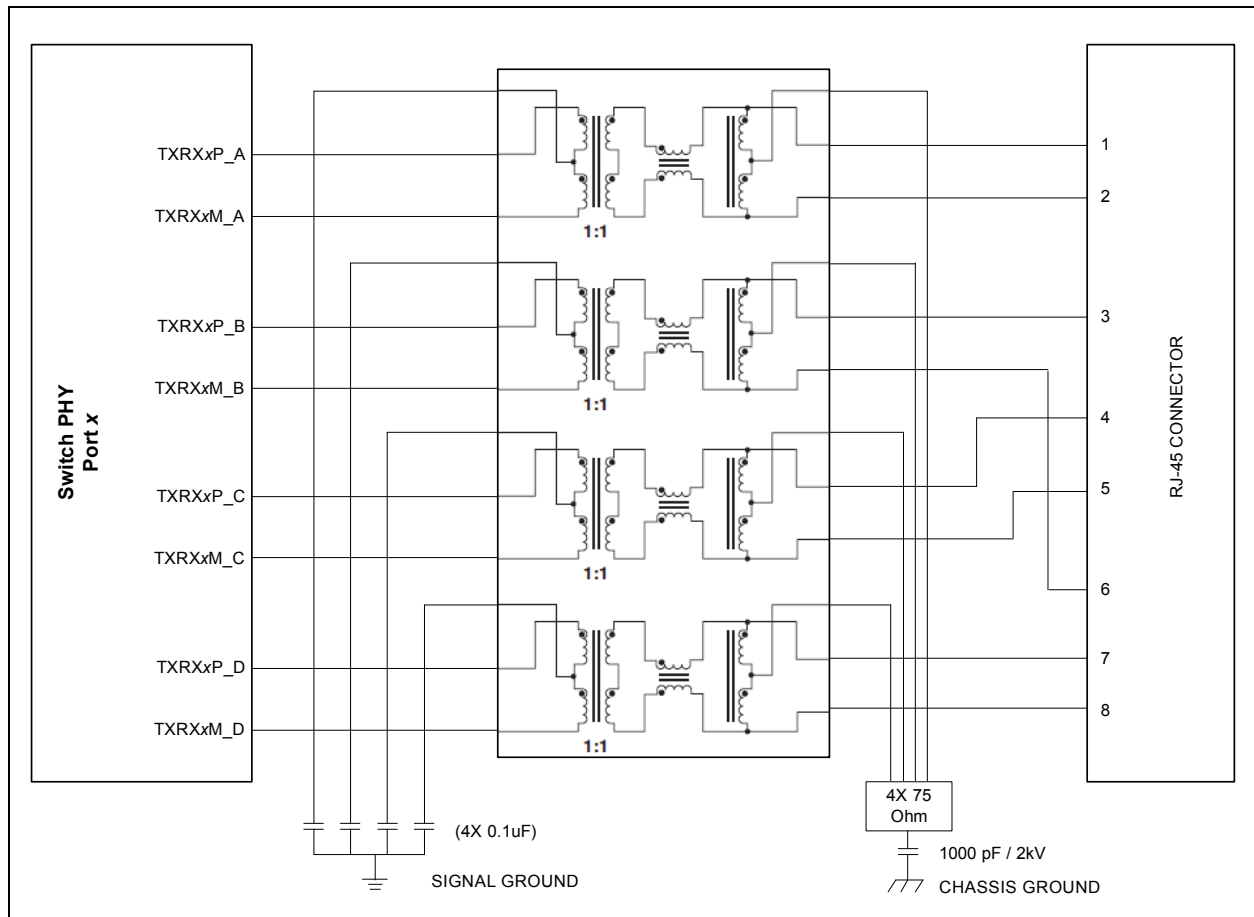 Switch PHY
Port x
TXRXxP_A
TXRXxM_A
TXRXxP_B
TXRXxM_B
TXRXxP_C
TXRXxM_C
TXRXxP_D
TXRXxM_D
1:1
1:1
1:1
1:1
1
2
3
4
5
6
7
8
RJ-45 CONNECTOR
(4X 0.1uF)
SIGNAL GROUND
4X 75
Ohm
1000 pF / 2kV
CHASSIS GROUND